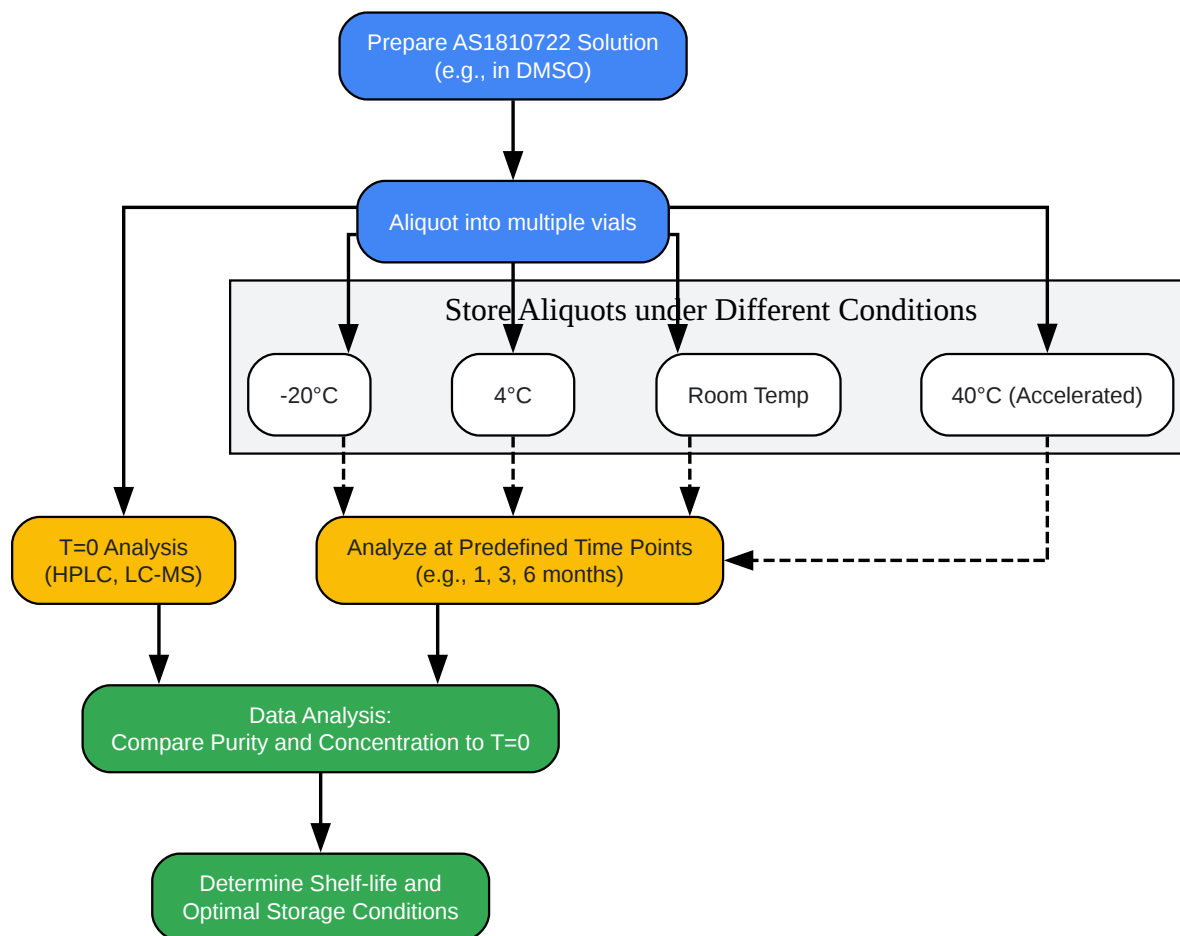 Prepare AS1810722 Solution
(e.g., in DMSO)
Aliquot into multiple vials
Store Aliquots under Different Conditions
-20°C
4°C
Room Temp
40°C (Accelerated)
T=0 Analysis
(HPLC, LC-MS)
Analyze at Predefined Time Points
(e.g., 1, 3, 6 months)
Data Analysis:
Compare Purity and Concentration to T=0
Determine Shelf-life and
Optimal Storage Conditions